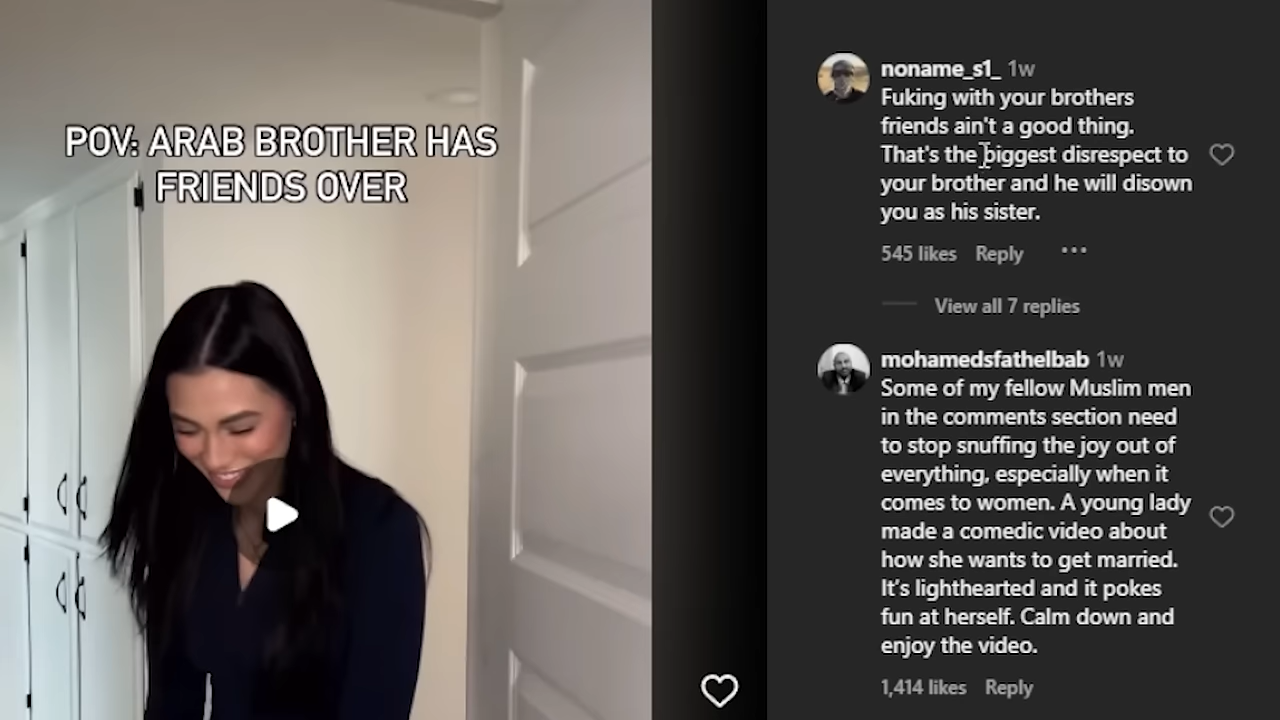 POV: ARAB BROTHER HAS
FRIENDS OVER
noname_s1_ 1w
Fuking with your brothers
friends ain't a good thing.
That's the biggest disrespect to
your brother and he will disown
you as his sister.
545 likes Reply ...
View all 7 replies
mohamedsfathelbab 1w
Some of my fellow Muslim men
in the comments section need
to stop snuffing the joy out of
everything, especially when it
comes to women. A young lady
made a comedic video about
how she wants to get married.
It’s lighthearted and it pokes
fun at herself. Calm down and
enjoy the video.
1,414 likes Reply